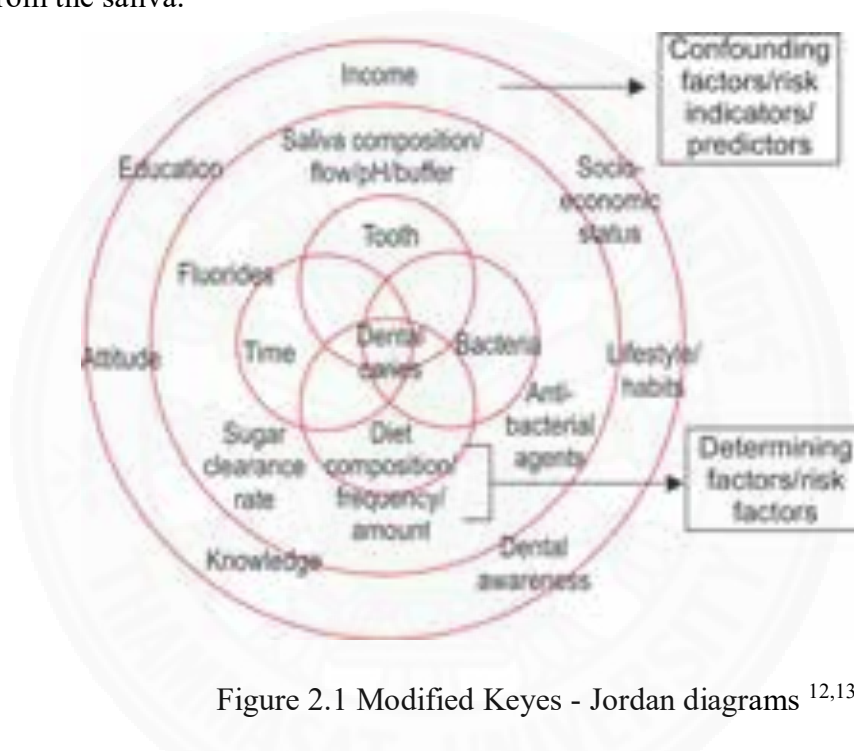 rom the saliva.
Income
Confounding
factors/risk
indicators/
predictors
Saliva composition/
flow/pH/buffer
Education
Socio-
economic
status
Tooth
Fluorides
Attitude
Time
Dental
caries
Bacteria
Lifestyle/
habits
Anti-
bacterial
agents
Sugar
clearance
rate
Diet
composition/
frequency/
amount
Determining
factors/risk
factors
Knowledge
Dental
awareness
Figure 2.1 Modified Keyes - Jordan diagrams 12,13